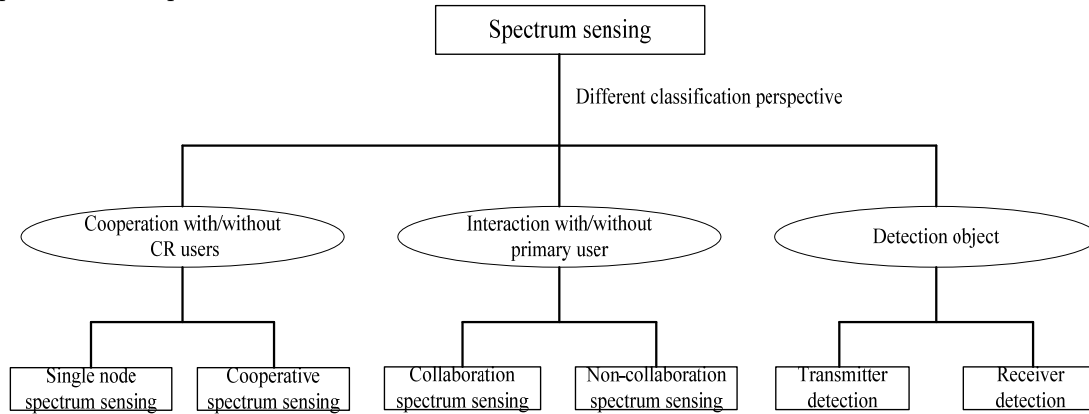 Spectrum sensing
Different classification perspective
Cooperation with/without
CR users
Interaction with/without
primary user
Detection object
Single node
spectrum sensing
Cooperative
spectrum sensing
Collaboration
spectrum sensing
Non-collaboration
spectrum sensing
Transmitter
detection
Receiver
detection